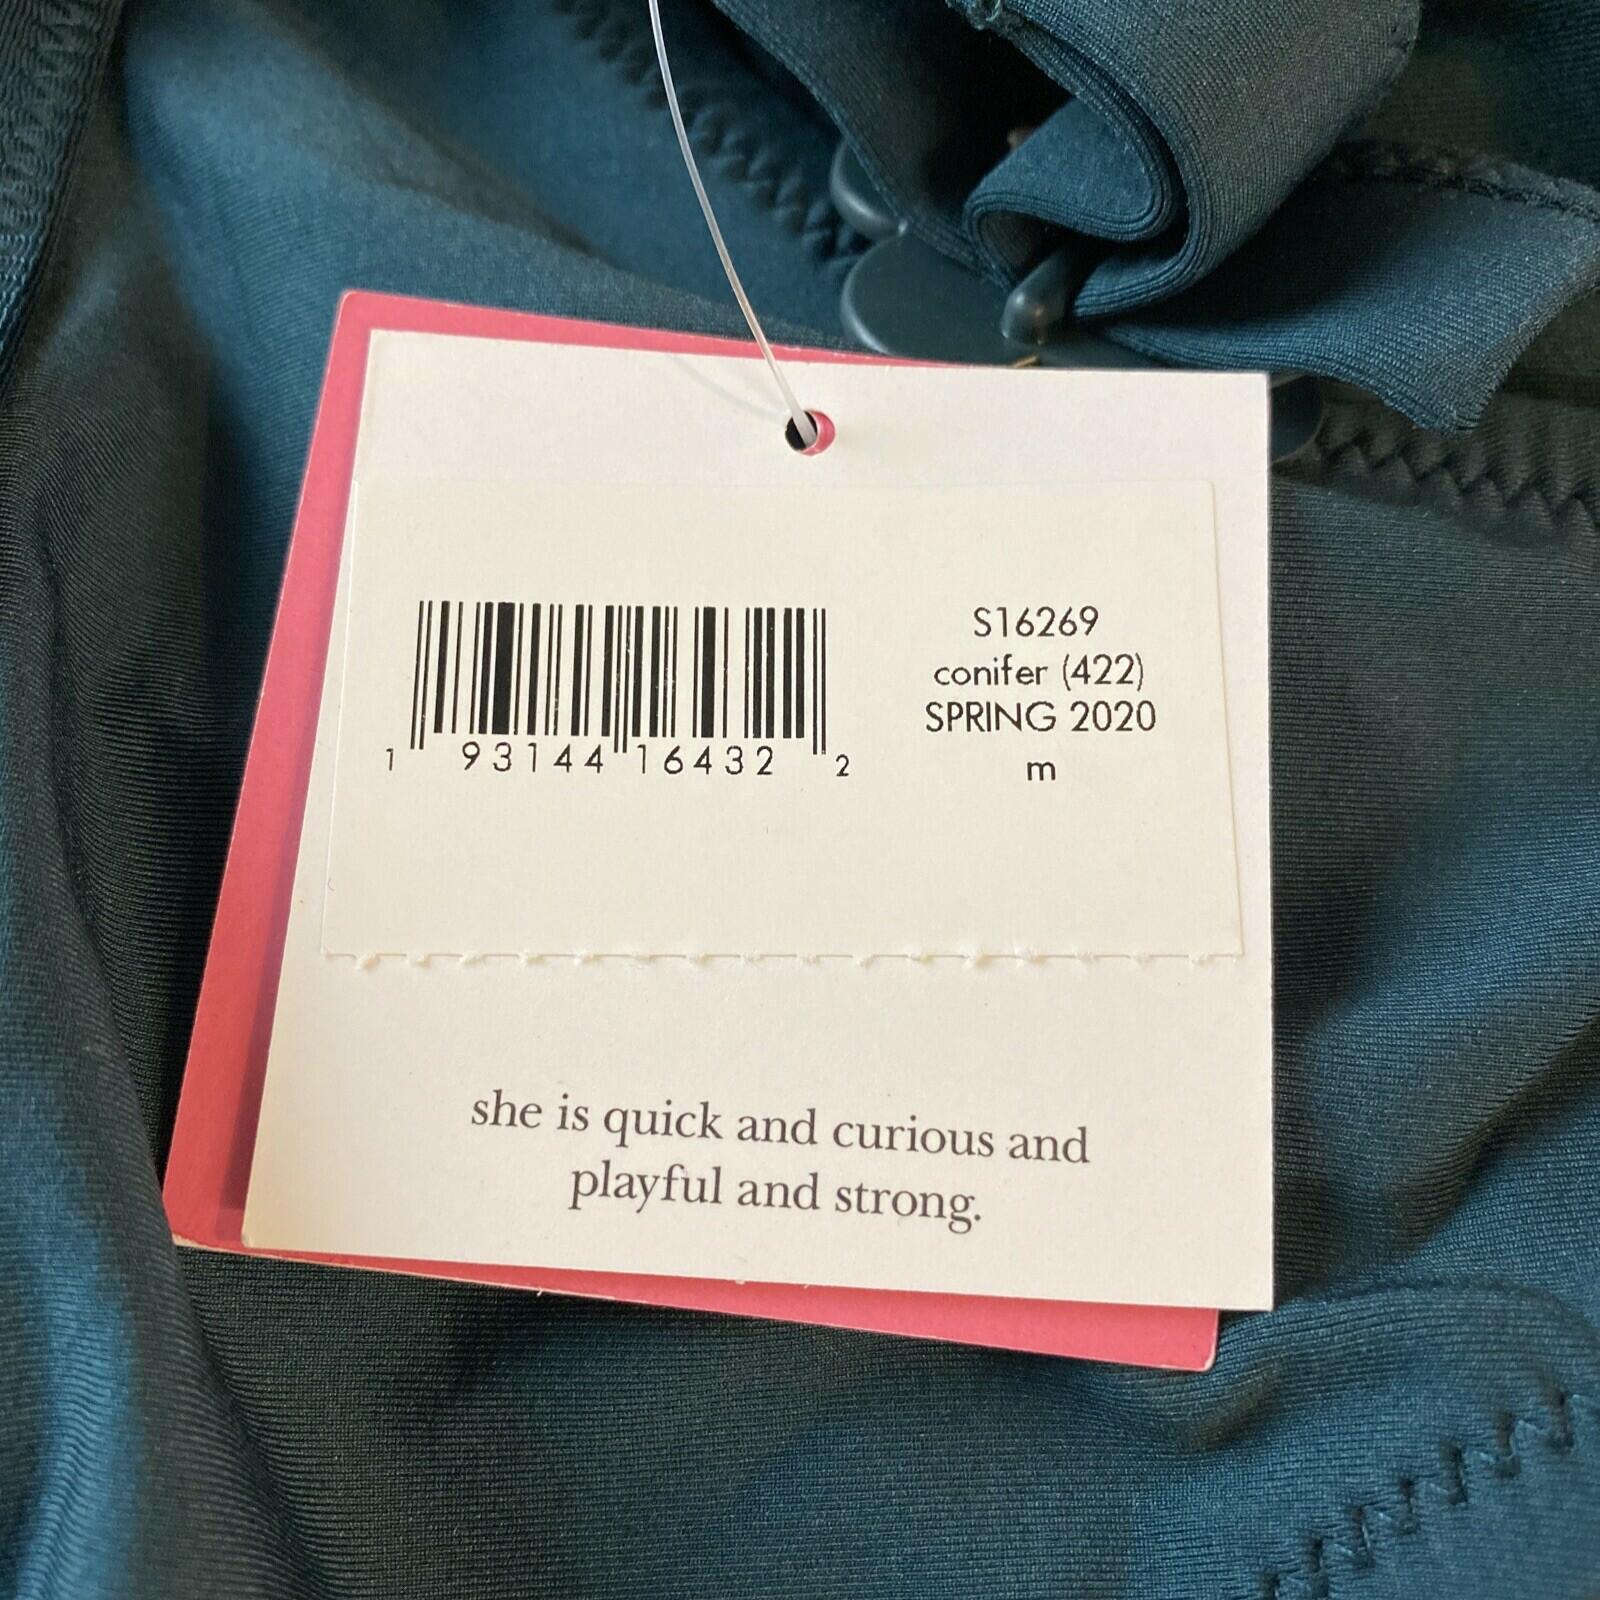 1 93144 16432 2
S16269
conifer (422)
SPRING 2020
m
she is quick and curious and
playful and strong.